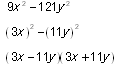 9x² − 121y²
(3x)² − (11y)²
(3x − 11y)(3x + 11y)